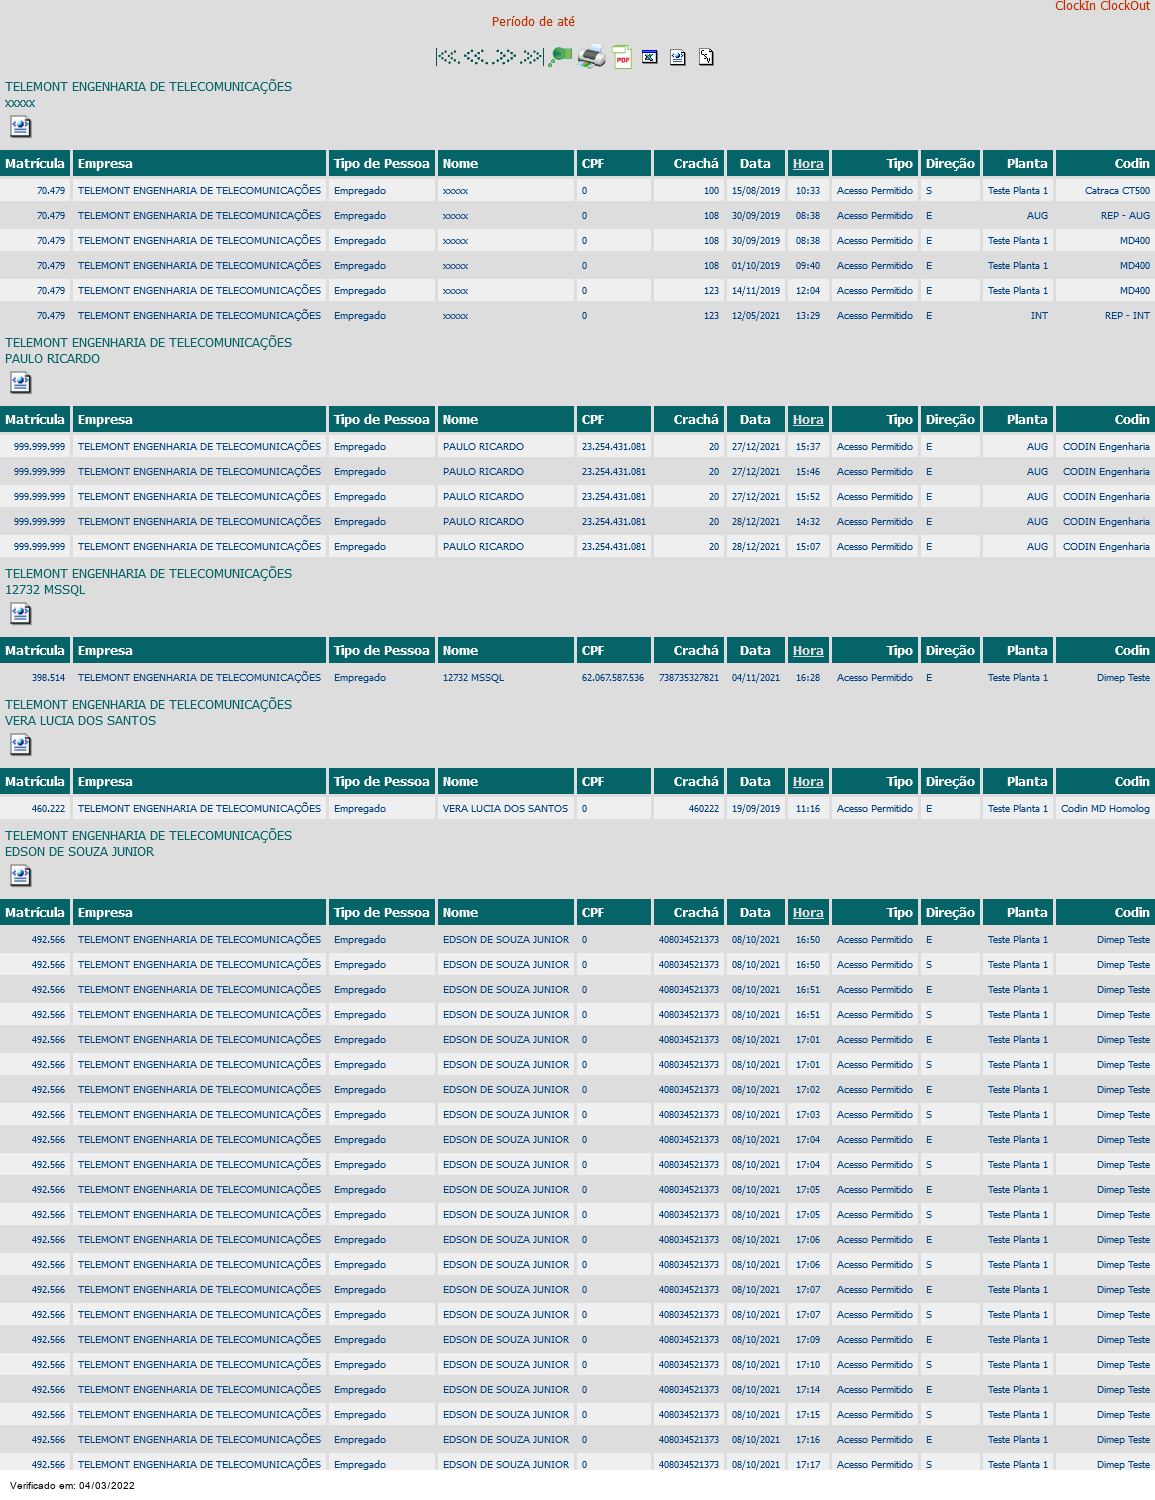 ClockIn ClockOut
Período de até
PDF
TELEMONT ENGENHARIA DE TELECOMUNICAÇÕES
xxxxx
Matrícula Empresa Tipo de Pessoa Nome CPF Crachá Data Hora Tipo Direção Planta Codin
70.479 TELEMONT ENGENHARIA DE TELECOMUNICAÇÕES Empregado xxxxx 0 100 15/08/2019 10:33 Acesso Permitido S Teste Planta 1 Catraca CT500
70.479 TELEMONT ENGENHARIA DE TELECOMUNICAÇÕES Empregado xxxxx 0 108 30/09/2019 08:38 Acesso Permitido E AUG REP - AUG
70.479 TELEMONT ENGENHARIA DE TELECOMUNICAÇÕES Empregado xxxxx 0 108 30/09/2019 08:38 Acesso Permitido E Teste Planta 1 MD400
70.479 TELEMONT ENGENHARIA DE TELECOMUNICAÇÕES Empregado xxxxx 0 108 01/10/2019 09:40 Acesso Permitido E Teste Planta 1 MD400
70.479 TELEMONT ENGENHARIA DE TELECOMUNICAÇÕES Empregado xxxxx 0 123 14/11/2019 12:04 Acesso Permitido E Teste Planta 1 MD400
70.479 TELEMONT ENGENHARIA DE TELECOMUNICAÇÕES Empregado xxxxx 0 123 12/05/2021 13:29 Acesso Permitido E INT REP - INT
TELEMONT ENGENHARIA DE TELECOMUNICAÇÕES
PAULO RICARDO
Matrícula Empresa Tipo de Pessoa Nome CPF Crachá Data Hora Tipo Direção Planta Codin
999.999.999 TELEMONT ENGENHARIA DE TELECOMUNICAÇÕES Empregado PAULO RICARDO 23.254.431.081 20 27/12/2021 15:37 Acesso Permitido E AUG CODIN Engenharia
999.999.999 TELEMONT ENGENHARIA DE TELECOMUNICAÇÕES Empregado PAULO RICARDO 23.254.431.081 20 27/12/2021 15:46 Acesso Permitido E AUG CODIN Engenharia
999.999.999 TELEMONT ENGENHARIA DE TELECOMUNICAÇÕES Empregado PAULO RICARDO 23.254.431.081 20 27/12/2021 15:52 Acesso Permitido E AUG CODIN Engenharia
999.999.999 TELEMONT ENGENHARIA DE TELECOMUNICAÇÕES Empregado PAULO RICARDO 23.254.431.081 20 28/12/2021 14:32 Acesso Permitido E AUG CODIN Engenharia
999.999.999 TELEMONT ENGENHARIA DE TELECOMUNICAÇÕES Empregado PAULO RICARDO 23.254.431.081 20 28/12/2021 15:07 Acesso Permitido E AUG CODIN Engenharia
TELEMONT ENGENHARIA DE TELECOMUNICAÇÕES
12732 MSSQL
Matrícula Empresa Tipo de Pessoa Nome CPF Crachá Data Hora Tipo Direção Planta Codin
398.514 TELEMONT ENGENHARIA DE TELECOMUNICAÇÕES Empregado 12732 MSSQL 62.067.587.536 738735327821 04/11/2021 16:28 Acesso Permitido E Teste Planta 1 Dimep Teste
TELEMONT ENGENHARIA DE TELECOMUNICAÇÕES
VERA LUCIA DOS SANTOS
Matrícula Empresa Tipo de Pessoa Nome CPF Crachá Data Hora Tipo Direção Planta Codin
460.222 TELEMONT ENGENHARIA DE TELECOMUNICAÇÕES Empregado VERA LUCIA DOS SANTOS 0 460222 19/09/2019 11:16 Acesso Permitido E Teste Planta 1 Codin MD Homolog
TELEMONT ENGENHARIA DE TELECOMUNICAÇÕES
EDSON DE SOUZA JUNIOR
Matrícula Empresa Tipo de Pessoa Nome CPF Crachá Data Hora Tipo Direção Planta Codin
492.566 TELEMONT ENGENHARIA DE TELECOMUNICAÇÕES Empregado EDSON DE SOUZA JUNIOR 0 408034521373 08/10/2021 16:50 Acesso Permitido E Teste Planta 1 Dimep Teste
492.566 TELEMONT ENGENHARIA DE TELECOMUNICAÇÕES Empregado EDSON DE SOUZA JUNIOR 0 408034521373 08/10/2021 16:50 Acesso Permitido S Teste Planta 1 Dimep Teste
492.566 TELEMONT ENGENHARIA DE TELECOMUNICAÇÕES Empregado EDSON DE SOUZA JUNIOR 0 408034521373 08/10/2021 16:51 Acesso Permitido E Teste Planta 1 Dimep Teste
492.566 TELEMONT ENGENHARIA DE TELECOMUNICAÇÕES Empregado EDSON DE SOUZA JUNIOR 0 408034521373 08/10/2021 16:51 Acesso Permitido S Teste Planta 1 Dimep Teste
492.566 TELEMONT ENGENHARIA DE TELECOMUNICAÇÕES Empregado EDSON DE SOUZA JUNIOR 0 408034521373 08/10/2021 17:01 Acesso Permitido E Teste Planta 1 Dimep Teste
492.566 TELEMONT ENGENHARIA DE TELECOMUNICAÇÕES Empregado EDSON DE SOUZA JUNIOR 0 408034521373 08/10/2021 17:01 Acesso Permitido S Teste Planta 1 Dimep Teste
492.566 TELEMONT ENGENHARIA DE TELECOMUNICAÇÕES Empregado EDSON DE SOUZA JUNIOR 0 408034521373 08/10/2021 17:02 Acesso Permitido E Teste Planta 1 Dimep Teste
492.566 TELEMONT ENGENHARIA DE TELECOMUNICAÇÕES Empregado EDSON DE SOUZA JUNIOR 0 408034521373 08/10/2021 17:03 Acesso Permitido S Teste Planta 1 Dimep Teste
492.566 TELEMONT ENGENHARIA DE TELECOMUNICAÇÕES Empregado EDSON DE SOUZA JUNIOR 0 408034521373 08/10/2021 17:04 Acesso Permitido E Teste Planta 1 Dimep Teste
492.566 TELEMONT ENGENHARIA DE TELECOMUNICAÇÕES Empregado EDSON DE SOUZA JUNIOR 0 408034521373 08/10/2021 17:04 Acesso Permitido S Teste Planta 1 Dimep Teste
492.566 TELEMONT ENGENHARIA DE TELECOMUNICAÇÕES Empregado EDSON DE SOUZA JUNIOR 0 408034521373 08/10/2021 17:05 Acesso Permitido E Teste Planta 1 Dimep Teste
492.566 TELEMONT ENGENHARIA DE TELECOMUNICAÇÕES Empregado EDSON DE SOUZA JUNIOR 0 408034521373 08/10/2021 17:05 Acesso Permitido S Teste Planta 1 Dimep Teste
492.566 TELEMONT ENGENHARIA DE TELECOMUNICAÇÕES Empregado EDSON DE SOUZA JUNIOR 0 408034521373 08/10/2021 17:06 Acesso Permitido E Teste Planta 1 Dimep Teste
492.566 TELEMONT ENGENHARIA DE TELECOMUNICAÇÕES Empregado EDSON DE SOUZA JUNIOR 0 408034521373 08/10/2021 17:06 Acesso Permitido S Teste Planta 1 Dimep Teste
492.566 TELEMONT ENGENHARIA DE TELECOMUNICAÇÕES Empregado EDSON DE SOUZA JUNIOR 0 408034521373 08/10/2021 17:07 Acesso Permitido E Teste Planta 1 Dimep Teste
492.566 TELEMONT ENGENHARIA DE TELECOMUNICAÇÕES Empregado EDSON DE SOUZA JUNIOR 0 408034521373 08/10/2021 17:07 Acesso Permitido S Teste Planta 1 Dimep Teste
492.566 TELEMONT ENGENHARIA DE TELECOMUNICAÇÕES Empregado EDSON DE SOUZA JUNIOR 0 408034521373 08/10/2021 17:09 Acesso Permitido E Teste Planta 1 Dimep Teste
492.566 TELEMONT ENGENHARIA DE TELECOMUNICAÇÕES Empregado EDSON DE SOUZA JUNIOR 0 408034521373 08/10/2021 17:10 Acesso Permitido S Teste Planta 1 Dimep Teste
492.566 TELEMONT ENGENHARIA DE TELECOMUNICAÇÕES Empregado EDSON DE SOUZA JUNIOR 0 408034521373 08/10/2021 17:14 Acesso Permitido E Teste Planta 1 Dimep Teste
492.566 TELEMONT ENGENHARIA DE TELECOMUNICAÇÕES Empregado EDSON DE SOUZA JUNIOR 0 408034521373 08/10/2021 17:15 Acesso Permitido S Teste Planta 1 Dimep Teste
492.566 TELEMONT ENGENHARIA DE TELECOMUNICAÇÕES Empregado EDSON DE SOUZA JUNIOR 0 408034521373 08/10/2021 17:16 Acesso Permitido E Teste Planta 1 Dimep Teste
492.566 TELEMONT ENGENHARIA DE TELECOMUNICAÇÕES Empregado EDSON DE SOUZA JUNIOR 0 408034521373 08/10/2021 17:17 Acesso Permitido S Teste Planta 1 Dimep Teste
Verificado em: 04/03/2022